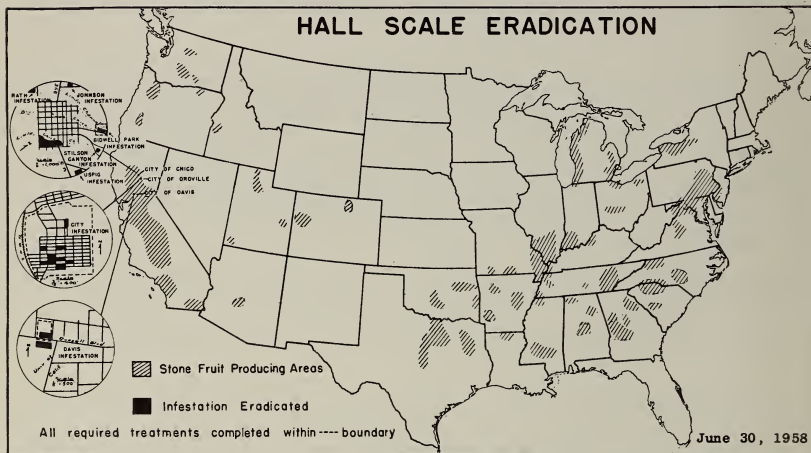 HALL SCALE ERADICATION
RATH
INFESTATION
JOHNSON
INFESTATION
BIDWELL PARK
INFESTATION
STILSON
CANYON
INFESTATION
USPIG
INFESTATION
CITY OF CHICO
CITY OF OROVILLE
OF DAVIS
CITY
INFESTATION
DAVIS
INFESTATION
Stone Fruit Producing Areas
Infestation Eradicated
All required treatments completed within ---- boundary
June 30, 1958